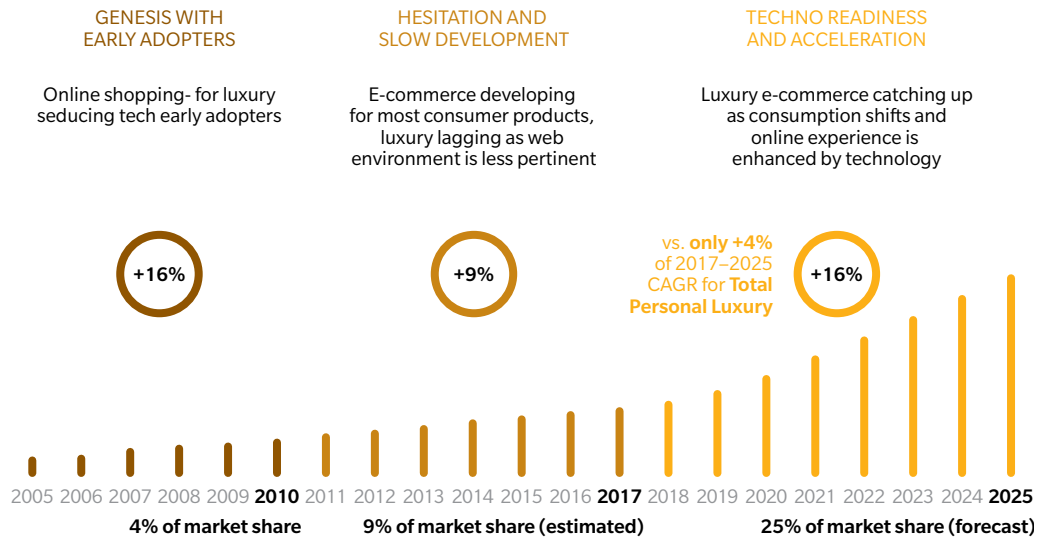 GENESIS WITH
EARLY ADOPTERS
Online shopping- for luxury
seducing tech early adopters
+16%
HESITATION AND
SLOW DEVELOPMENT
E-commerce developing
for most consumer products,
luxury lagging as web
environment is less pertinent
+9%
TECHNO READINESS
AND ACCELERATION
Luxury e-commerce catching up
as consumption shifts and
online experience is
enhanced by technology
vs. only +4%
of 2017–2025
CAGR for Total
Personal Luxury
+16%
2005 2006 2007 2008 2009 2010 2011 2012 2013 2014 2015 2016 2017 2018 2019 2020 2021 2022 2023 2024 2025
4% of market share 9% of market share (estimated) 25% of market share (forecast)